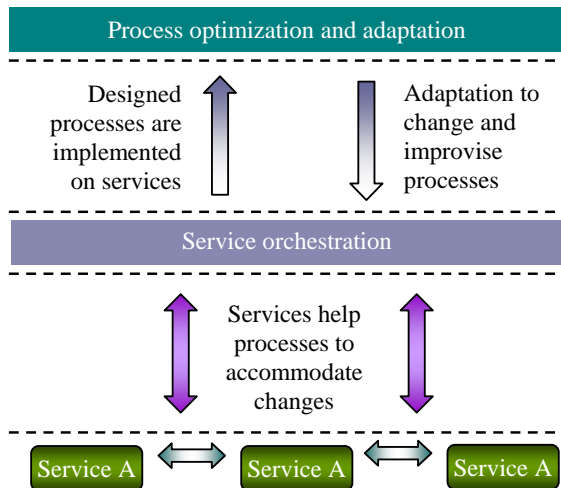 Process optimization and adaptation
Designed
processes are
implemented
on services
Adaptation to
change and
improvise
processes
Service orchestration
Services help
processes to
accommodate
changes
Service A
Service A
Service A